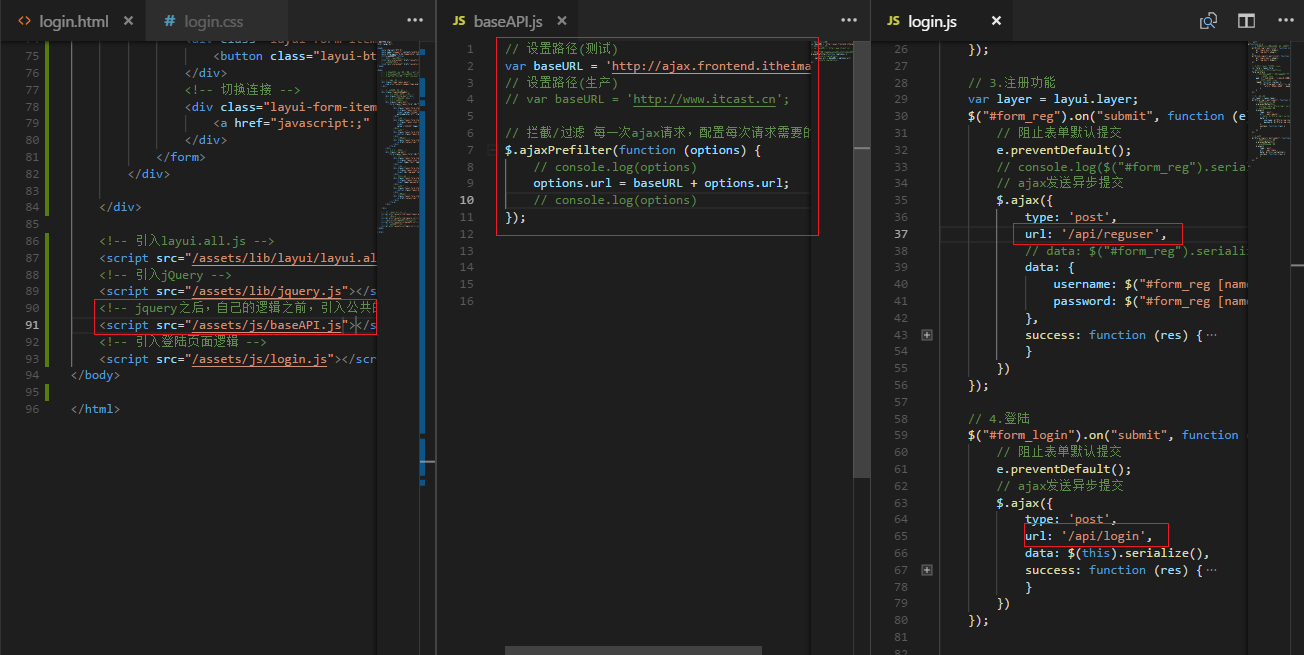 login.html
login.css
75 <button class="layui-bt
76 </div>
77 <!-- 切换连接 -->
78 <div class="layui-form-item
79 <a href="javascript:;"
80 </div>
81 </form>
82 </div>
83
84 </div>
85
86 <!-- 引入layui.all.js -->
87 <script src="/assets/lib/layui/layui.al
88 <!-- 引入jQuery -->
89 <script src="/assets/lib/jquery.js"></s
90 <!-- jquery之后，自己的逻辑之前，引入公共的
91 <script src="/assets/js/baseAPI.js"></s
92 <!-- 引入登陆页面逻辑 -->
93 <script src="/assets/js/login.js"></scr
94 </body>
95
96 </html>
JS baseAPI.js
1 // 设置路径(测试)
2 var baseURL = 'http://ajax.frontend.itheima
3 // 设置路径(生产)
4 // var baseURL = 'http://www.itcast.cn';
5
6 // 拦截/过滤 每一次ajax请求，配置每次请求需要的
7 $.ajaxPrefilter(function (options) {
8 // console.log(options)
9 options.url = baseURL + options.url;
10 // console.log(options)
11 });
12
13
14
15
16
JS login.js
26 });
27
28 // 3.注册功能
29 var layer = layui.layer;
30 $("#form_reg").on("submit", function (e
31 // 阻止表单默认提交
32 e.preventDefault();
33 // console.log($("#form_reg").seria
34 // ajax发送异步提交
35 $.ajax({
36 type: 'post',
37 url: '/api/reguser',
38 // data: $("#form_reg").seriali
39 data: {
40 username: $("#form_reg [nam
41 password: $("#form_reg [nam
42 },
43 success: function (res) {…
54 }
55 })
56 });
57
58 // 4.登陆
59 $("#form_login").on("submit", function
60 // 阻止表单默认提交
61 e.preventDefault();
62 // ajax发送异步提交
63 $.ajax({
64 type: 'post',
65 url: '/api/login',
66 data: $(this).serialize(),
67 success: function (res) {…
78 }
79 })
80 });
81